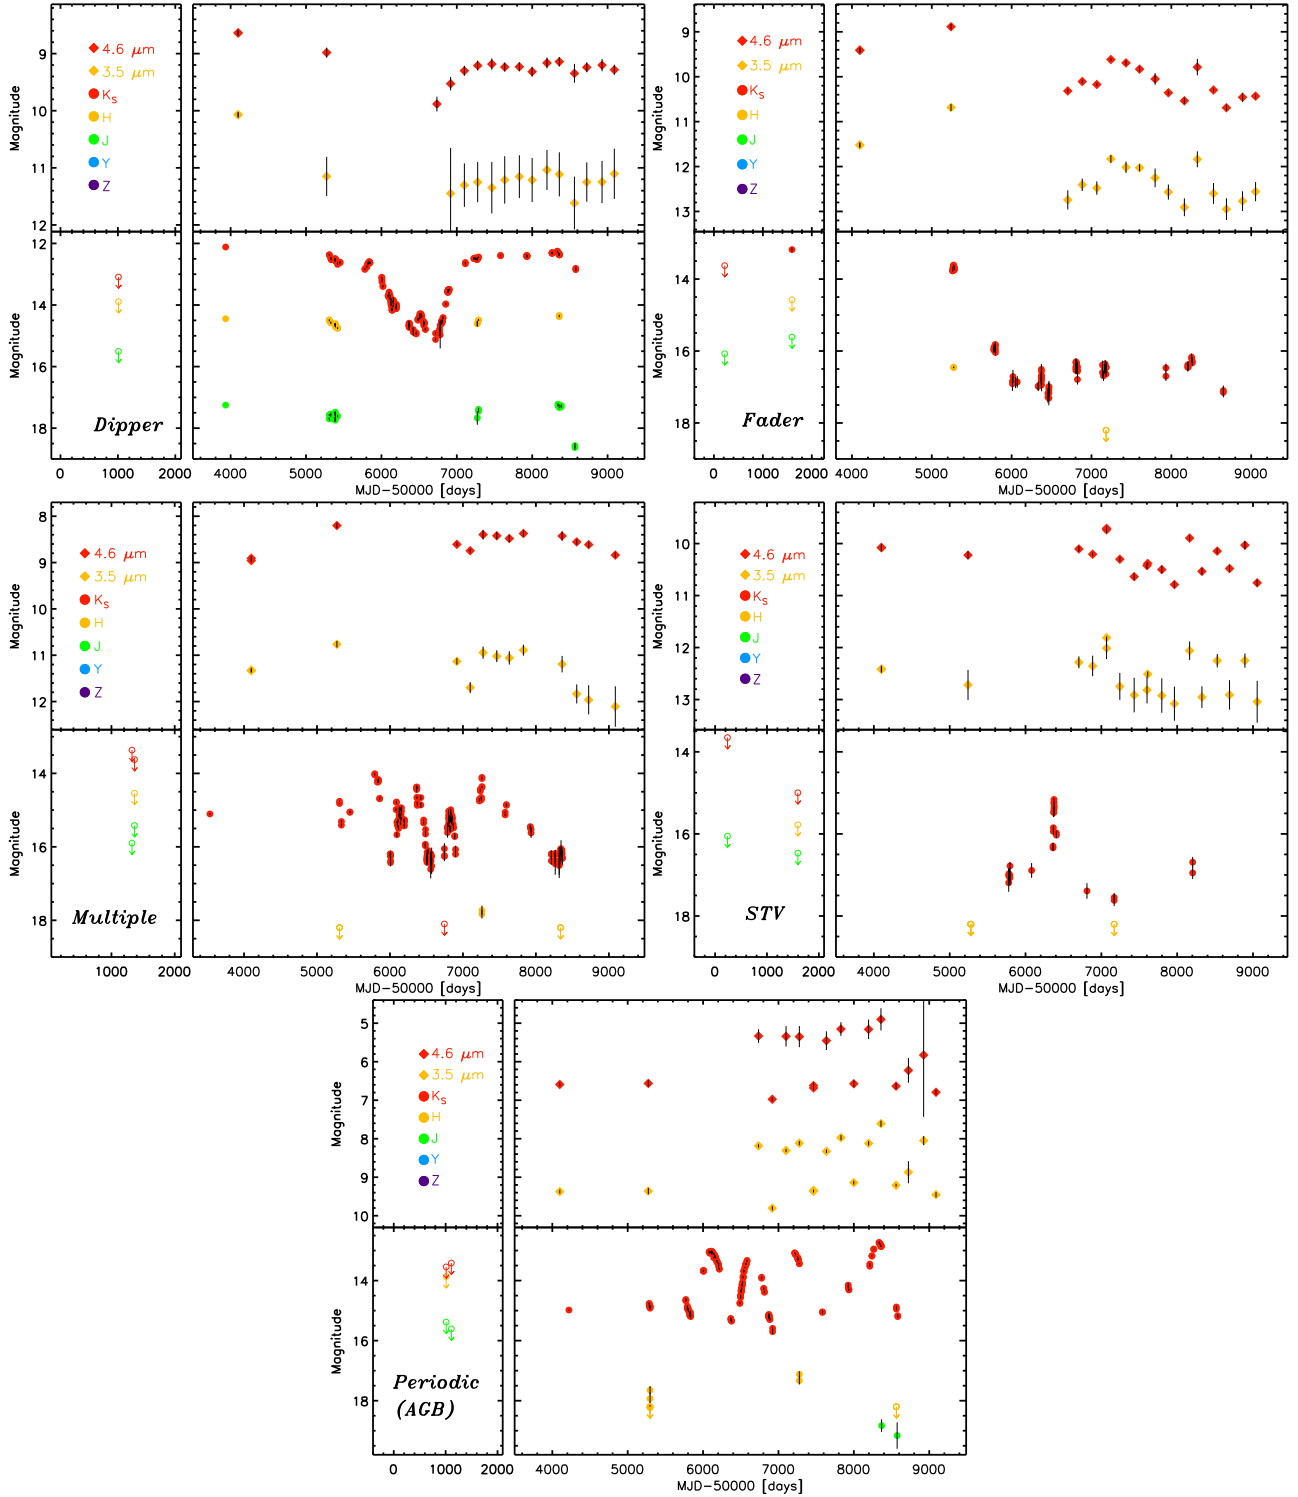 Magnitude
9
10
11
12
4.6 μm
3.5 μm
Ks
H
J
Y
Z
Magnitude
12
14
16
18
Dipper
0 1000 2000
4000 5000 6000 7000 8000 9000
MJD-50000 [days]
Magnitude
9
10
11
12
13
4.6 μm
3.5 μm
Ks
H
J
Y
Z
Magnitude
14
16
18
Fader
0 1000 2000
4000 5000 6000 7000 8000 9000
MJD-50000 [days]
Magnitude
8
9
10
11
12
4.6 μm
3.5 μm
Ks
H
J
Y
Z
Magnitude
14
16
18
Multiple
1000 2000
4000 5000 6000 7000 8000 9000
MJD-50000 [days]
Magnitude
10
11
12
13
4.6 μm
3.5 μm
Ks
H
J
Y
Z
Magnitude
14
16
18
STV
0 1000 2000
4000 5000 6000 7000 8000 9000
MJD-50000 [days]
Magnitude
5
6
7
8
9
10
4.6 μm
3.5 μm
Ks
H
J
Y
Z
Magnitude
14
16
18
Periodic
(AGB)
0 1000 2000
4000 5000 6000 7000 8000 9000
MJD-50000 [days]